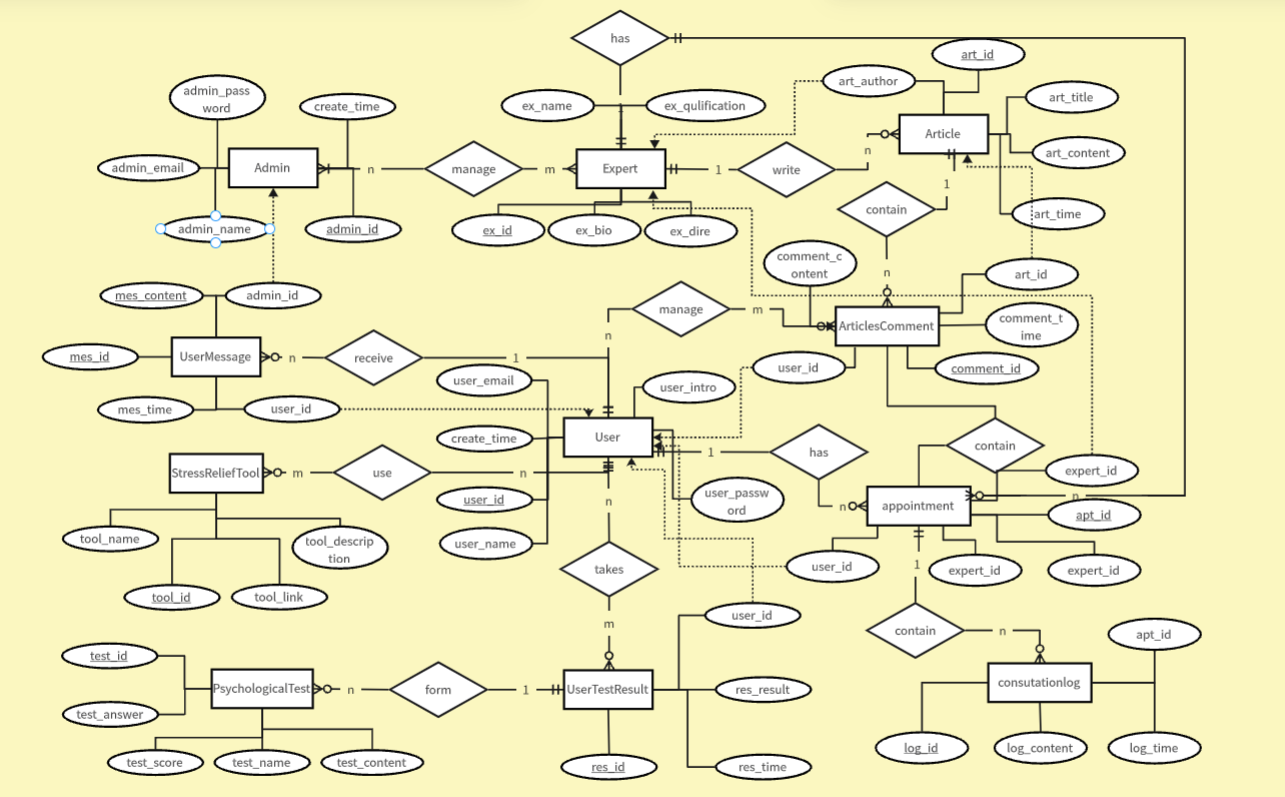 has
art_id
art_author
admin_pas
word
create_time
ex_name
ex_qulification
art_title
Article
art_content
admin_email
Admin
n
manage
m
Expert
1
write
n
1
contain
art_time
admin_name
admin_id
ex_id
ex_bio
ex_dire
comment_c
ontent
n
art_id
mes_content
admin_id
manage
m
n
ArticlesComment
comment_t
ime
mes_id
UserMessage
n
receive
1
user_id
comment_id
user_email
user_intro
mes_time
user_id
create_time
User
1
has
contain
StressReliefTool
m
use
n
expert_id
n
user_id
user_passw
ord
n
n
appointment
apt_id
tool_name
tool_descrip
tion
user_name
takes
user_id
1
expert_id
expert_id
tool_id
tool_link
m
user_id
contain
n
apt_id
test_id
PsychologicalTest
n
form
1
UserTestResult
res_result
consutationlog
test_answer
test_score
test_name
test_content
res_id
res_time
log_id
log_content
log_time